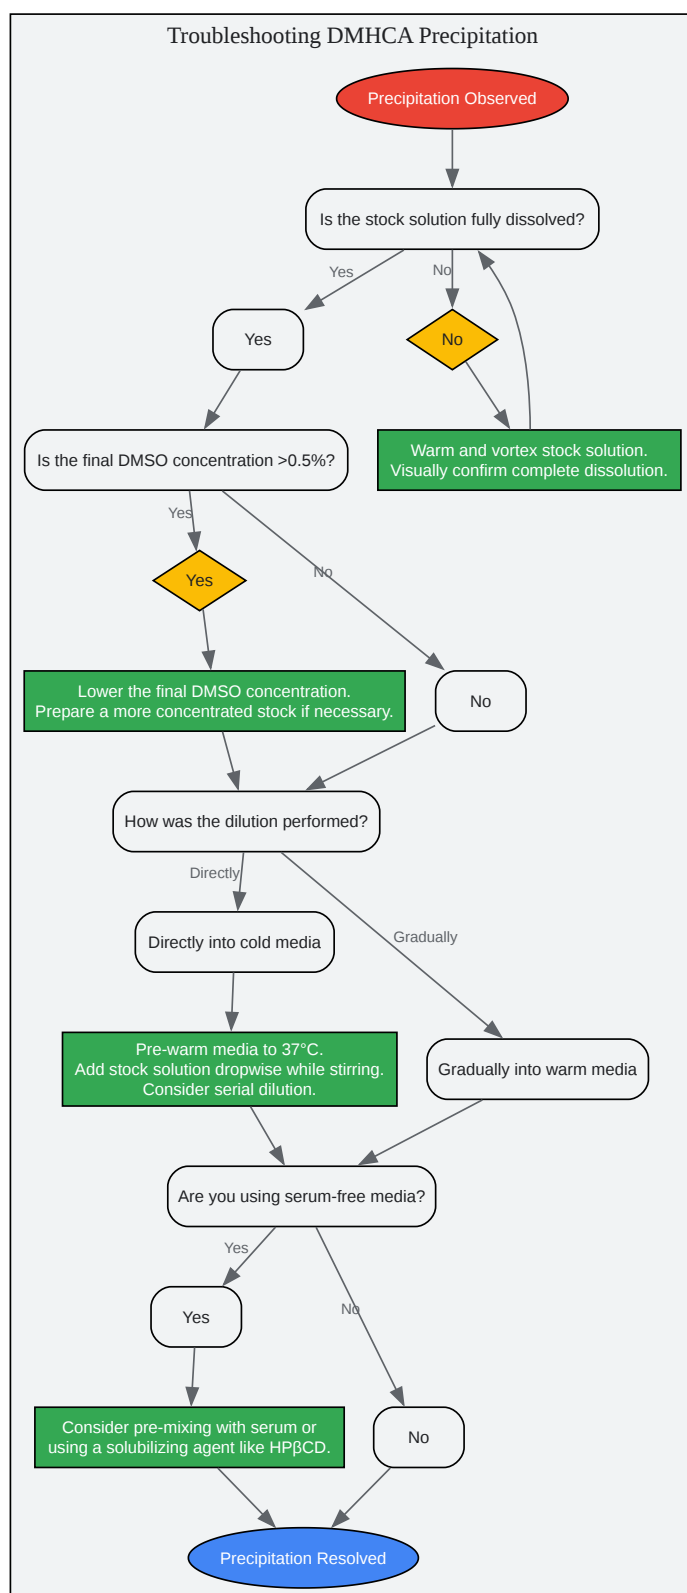 Troubleshooting DMHCA Precipitation
Precipitation Observed
Is the stock solution fully dissolved?
Yes
No
Yes
No
Is the final DMSO concentration >0.5%?
Warm and vortex stock solution.
Visually confirm complete dissolution.
Yes
No
Yes
Lower the final DMSO concentration.
Prepare a more concentrated stock if necessary.
No
How was the dilution performed?
Directly
Gradually
Directly into cold media
Pre-warm media to 37°C.
Add stock solution dropwise while stirring.
Consider serial dilution.
Gradually into warm media
Are you using serum-free media?
Yes
No
Yes
Consider pre-mixing with serum or
using a solubilizing agent like HPβCD.
No
Precipitation Resolved